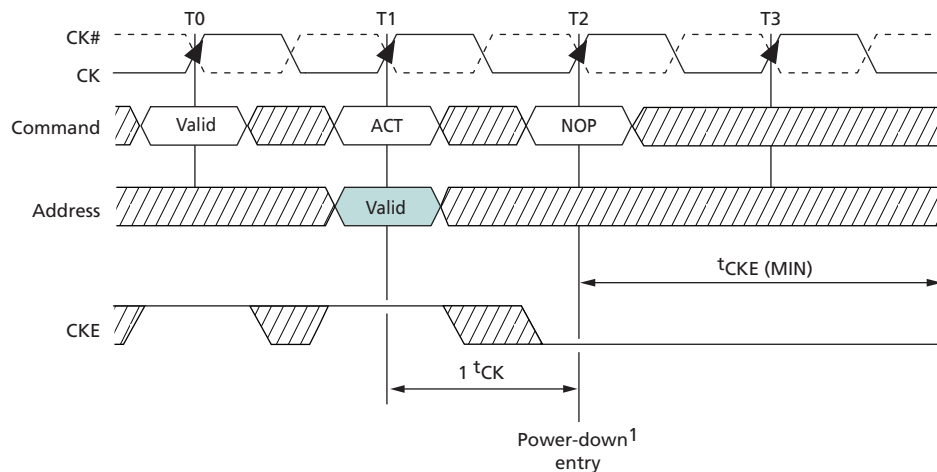 T0 T1 T2 T3
CK#
CK
Command Valid ACT NOP
Address Valid
tCKE (MIN)
CKE
1 tCK
Power-down1
entry